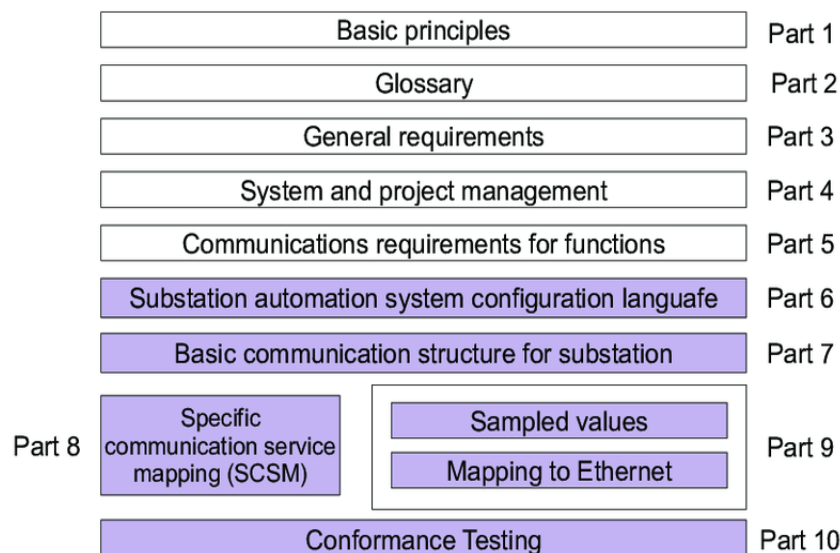 Basic principles Part 1
Glossary Part 2
General requirements Part 3
System and project management Part 4
Communications requirements for functions Part 5
Substation automation system configuration languafe Part 6
Basic communication structure for substation Part 7
Part 8
Specific
communication service
mapping (SCSM)
Sampled values
Mapping to Ethernet
Part 9
Conformance Testing Part 10